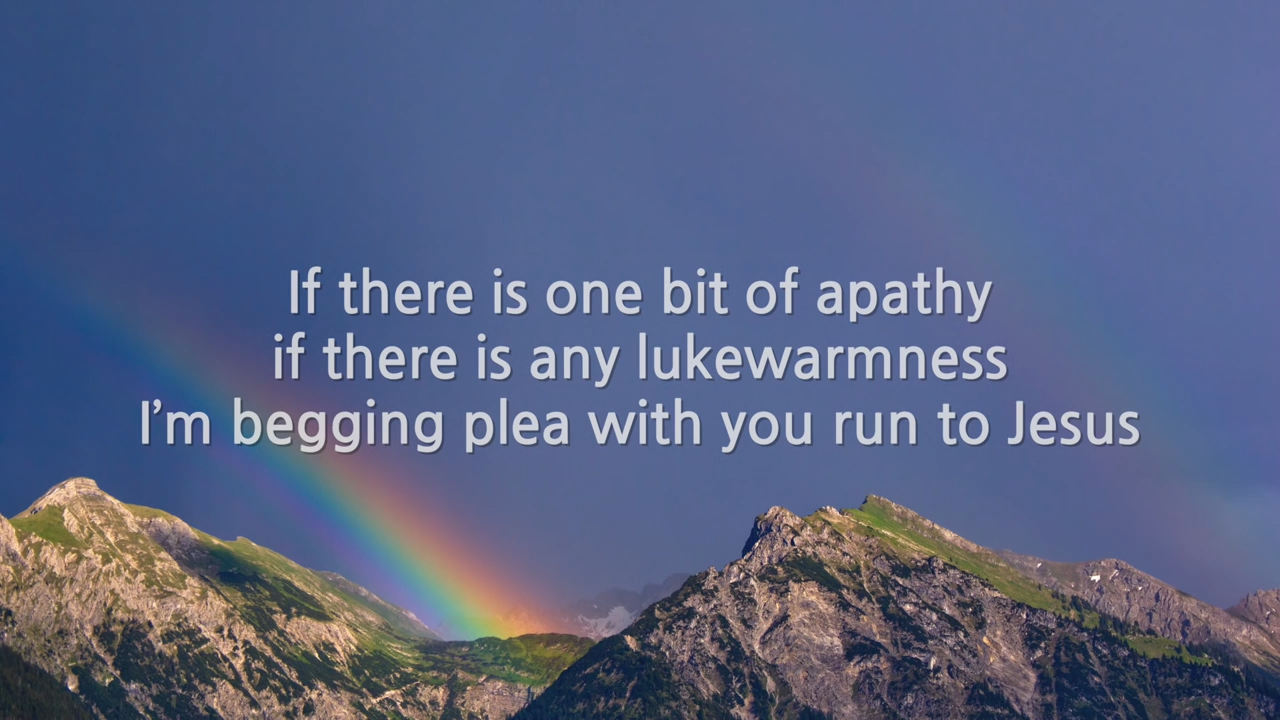 If there is one bit of apathy
if there is any lukewarmness
I’m begging plea with you run to Jesus